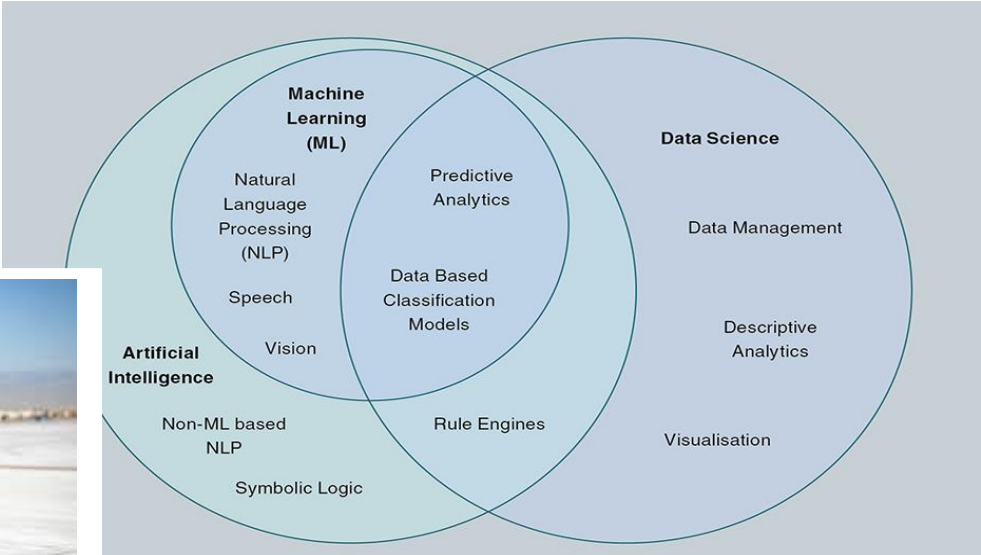 Machine
Learning
(ML)
Natural
Language
Processing
(NLP)
Speech
Vision
Predictive
Analytics
Data Based
Classification
Models
Data Science
Data Management
Descriptive
Analytics
Visualisation
Artificial
Intelligence
Non-ML based
NLP
Symbolic Logic
Rule Engines